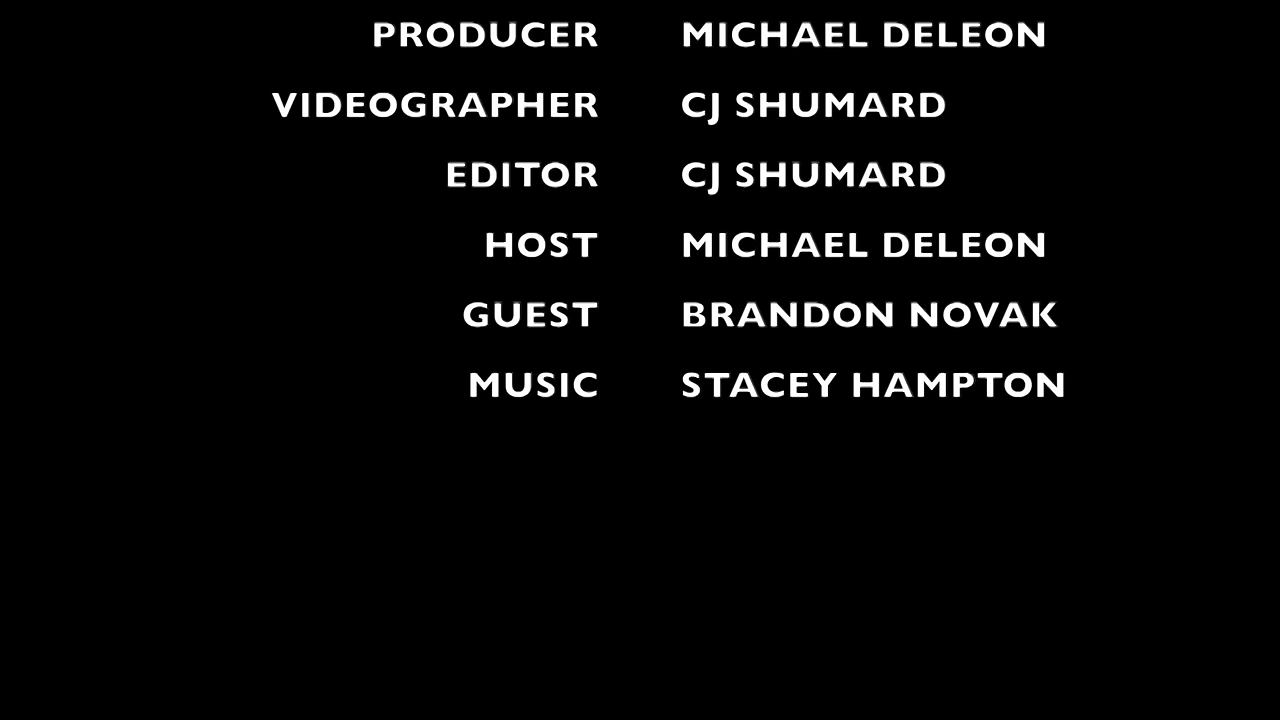 PRODUCER MICHAEL DELEON
VIDEOGRAPHER CJ SHUMARD
EDITOR CJ SHUMARD
HOST MICHAEL DELEON
GUEST BRANDON NOVAK
MUSIC STACEY HAMPTON